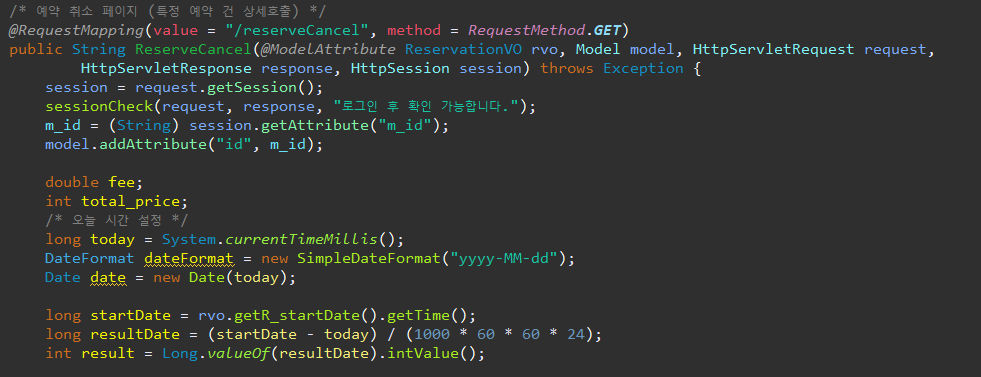 /* 예약 취소 페이지 (특정 예약 건 상세호출) */
@RequestMapping(value = "/reserveCancel", method = RequestMethod.GET)
public String ReserveCancel(@ModelAttribute ReservationVO rvo, Model model, HttpServletRequest request,
HttpServletResponse response, HttpSession session) throws Exception {
session = request.getSession();
sessionCheck(request, response, "로그인 후 확인 가능합니다.");
m_id = (String) session.getAttribute("m_id");
model.addAttribute("id", m_id);
double fee;
int total_price;
/* 오늘 시간 설정 */
long today = System.currentTimeMillis();
DateFormat dateFormat = new SimpleDateFormat("yyyy-MM-dd");
Date date = new Date(today);
long startDate = rvo.getR_startDate().getTime();
long resultDate = (startDate - today) / (1000 * 60 * 60 * 24);
int result = Long.valueOf(resultDate).intValue();